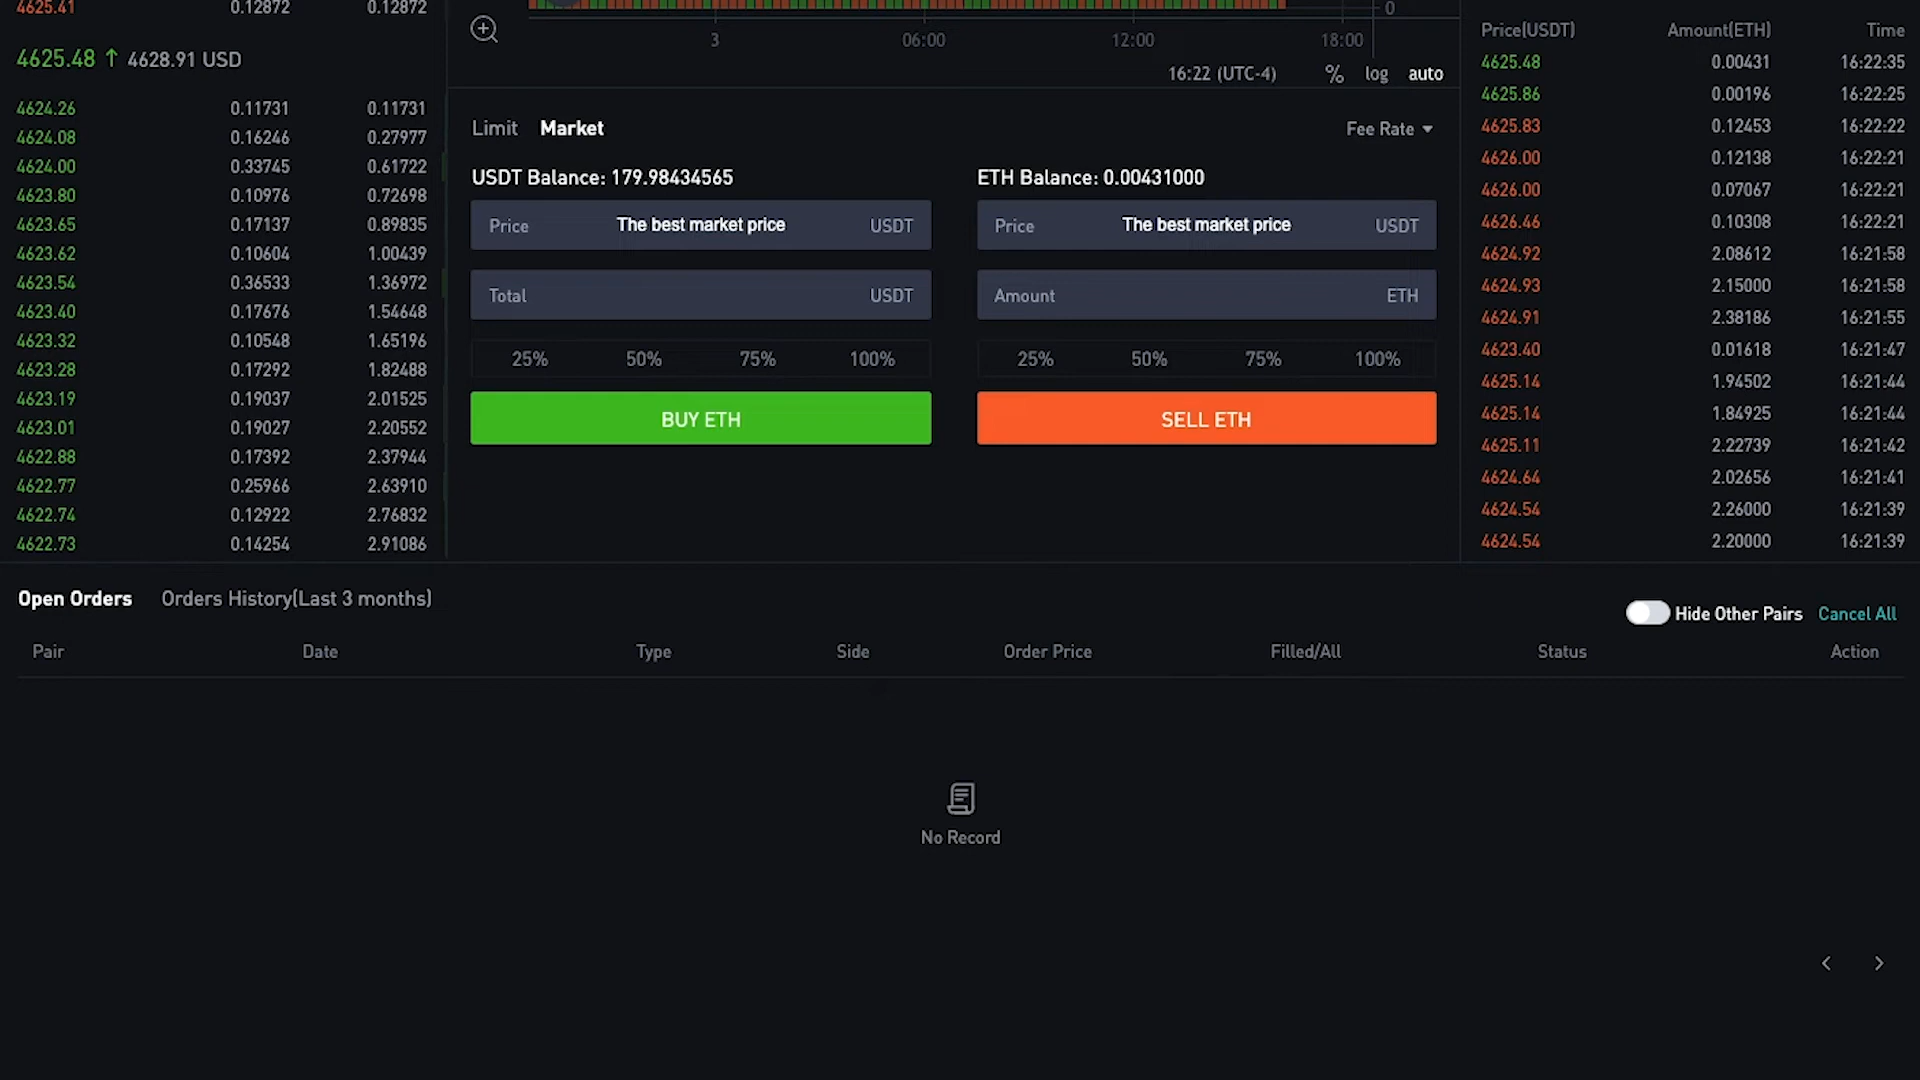 4625.41 0.12872 0.12872
4625.48 ↑ 4628.91 USD
4624.26 0.11731 0.11731
4624.08 0.16246 0.27977
4624.00 0.33745 0.61722
4623.80 0.10976 0.72698
4623.65 0.17137 0.89835
4623.62 0.10604 1.00439
4623.54 0.36533 1.36972
4623.40 0.17676 1.54648
4623.32 0.10548 1.65196
4623.28 0.17292 1.82488
4623.19 0.19037 2.01525
4623.01 0.19027 2.20552
4622.88 0.17392 2.37944
4622.77 0.25966 2.63910
4622.74 0.12922 2.76832
4622.73 0.14254 2.91086
0
3 06:00 12:00 18:00
16:22 (UTC-4) % log auto
Limit Market Fee Rate
USDT Balance: 179.98434565
Price The best market price USDT
Total USDT
25% 50% 75% 100%
BUY ETH
ETH Balance: 0.00431000
Price The best market price USDT
Amount ETH
25% 50% 75% 100%
SELL ETH
Price(USDT) Amount(ETH) Time
4625.48 0.00431 16:22:35
4625.86 0.00196 16:22:25
4625.83 0.12453 16:22:22
4626.00 0.12138 16:22:21
4626.00 0.07067 16:22:21
4626.46 0.10308 16:22:21
4624.92 2.08612 16:21:58
4624.93 2.15000 16:21:58
4624.91 2.38186 16:21:55
4623.40 0.01618 16:21:47
4625.14 1.94502 16:21:44
4625.14 1.84925 16:21:44
4625.11 2.22739 16:21:42
4624.64 2.02656 16:21:41
4624.54 2.26000 16:21:39
4624.54 2.20000 16:21:39
Open Orders Orders History(Last 3 months)
Hide Other Pairs Cancel All
Pair Date Type Side Order Price Filled/All Status Action
No Record